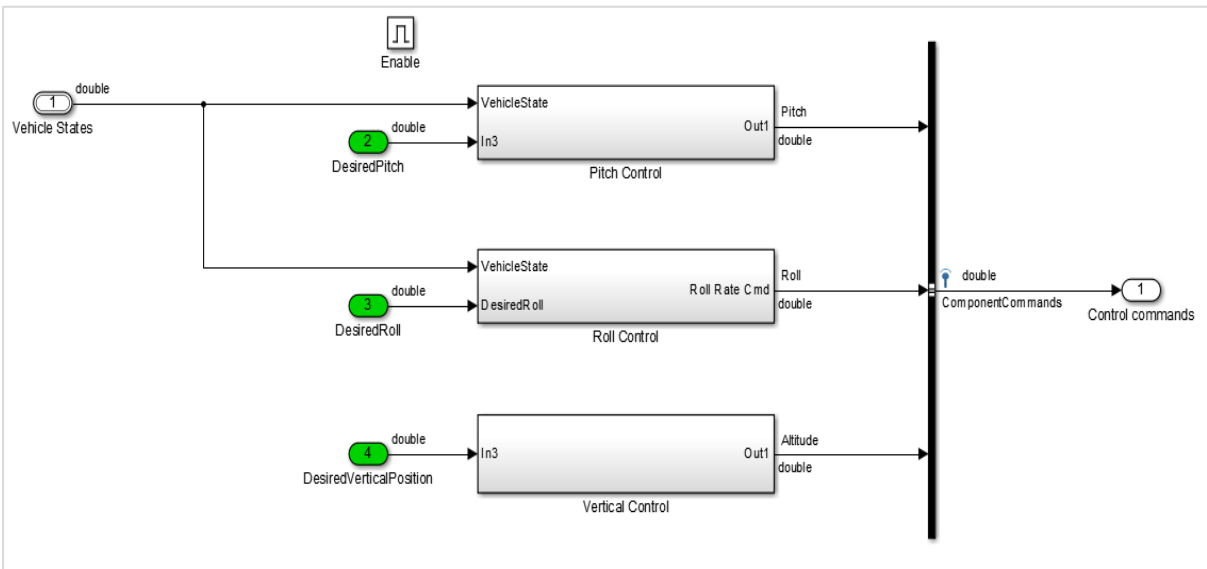 Enable
double
1
Vehicle States
VehicleState
In3
Out1
Pitch Control
double
2
DesiredPitch
Pitch
double
VehicleState
DesiredRoll
Roll Rate Cmd
Roll Control
double
3
DesiredRoll
Roll
double
double
ComponentCommands
1
Control commands
In3
Out1
Vertical Control
double
4
DesiredVerticalPosition
Altitude
double